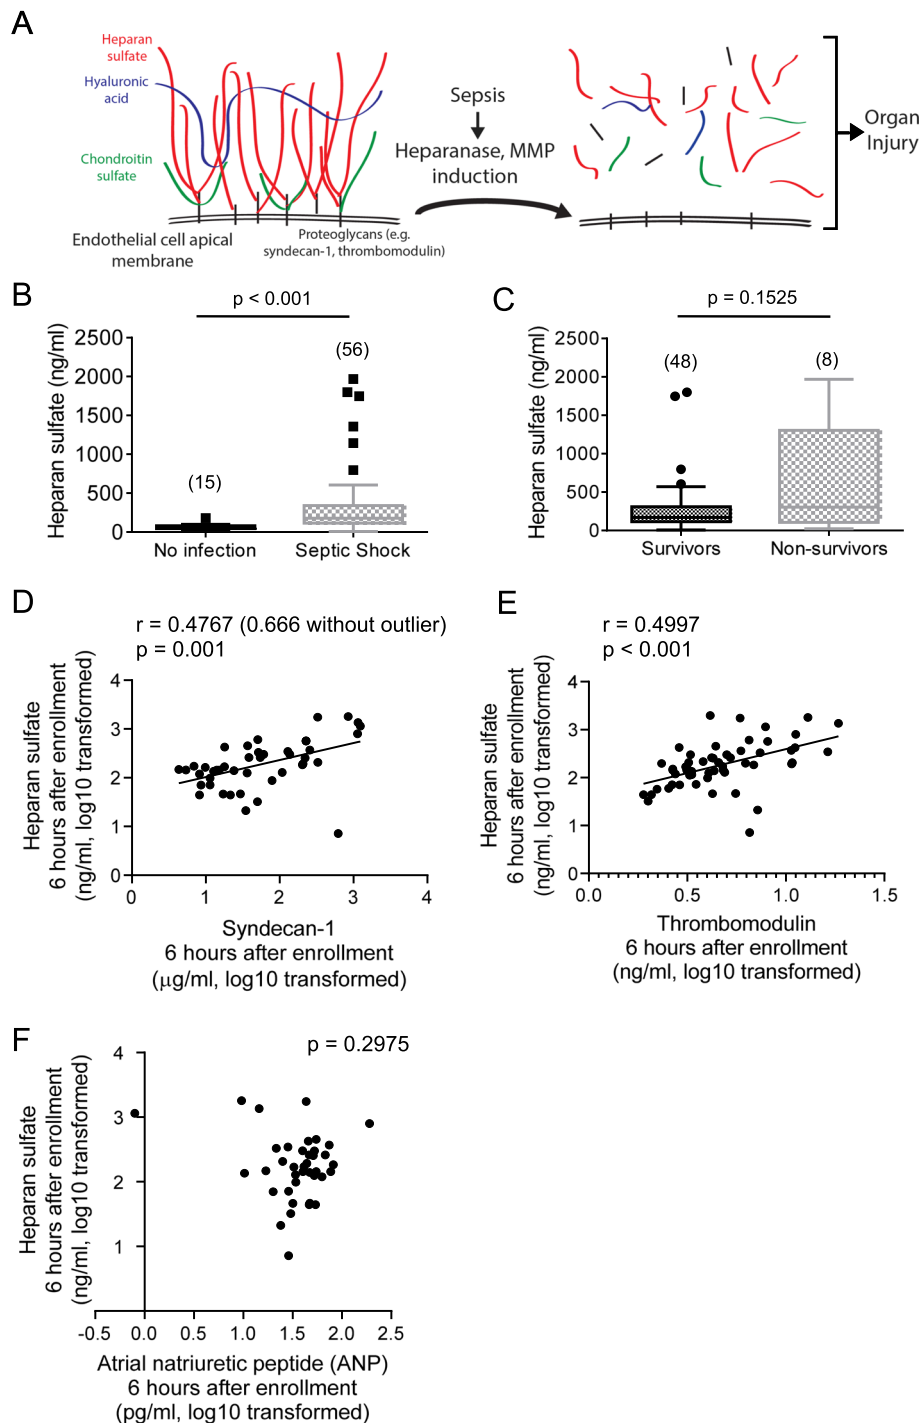 A
Heparan
sulfate
Hyaluronic
acid
Chondroitin
sulfate
Endothelial cell apical
membrane
Proteoglycans (e.g.
syndecan-1, thrombomodulin)
Sepsis
Heparanase, MMP
induction
Organ
Injury
B
p < 0.001
Heparan sulfate (ng/ml)
2500
2000
1500
1000
500
0
(15)
(56)
No infection
Septic Shock
C
p = 0.1525
Heparan sulfate (ng/ml)
2500
2000
1500
1000
500
0
(48)
(8)
Survivors
Non-survivors
D
r = 0.4767 (0.666 without outlier)
p = 0.001
Heparan sulfate
6 hours after enrollment
(ng/ml, log10 transformed)
4
3
2
1
0
0
1
2
3
4
Syndecan-1
6 hours after enrollment
(μg/ml, log10 transformed)
E
r = 0.4997
p < 0.001
Heparan sulfate
6 hours after enrollment
(ng/ml, log10 transformed)
4
3
2
1
0
0.0
0.5
1.0
1.5
Thrombomodulin
6 hours after enrollment
(ng/ml, log10 transformed)
F
p = 0.2975
Heparan sulfate
6 hours after enrollment
(ng/ml, log10 transformed)
4
3
2
1
-0.5
0.0
0.5
1.0
1.5
2.0
2.5
Atrial natriuretic peptide (ANP)
6 hours after enrollment
(pg/ml, log10 transformed)